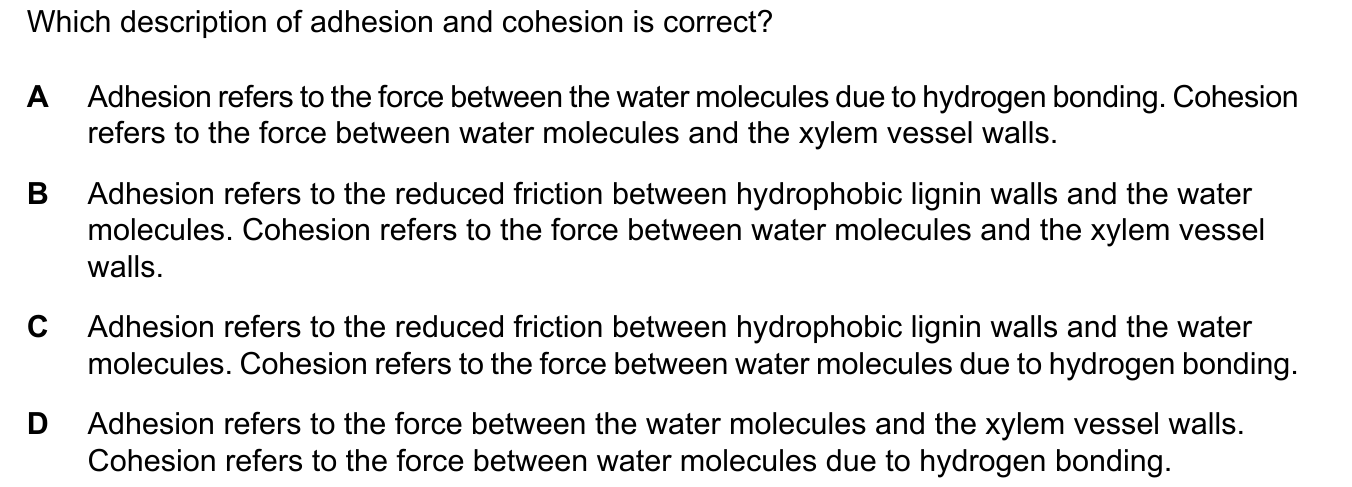 Which description of adhesion and cohesion is correct?
A Adhesion refers to the force between the water molecules due to hydrogen bonding. Cohesion
refers to the force between water molecules and the xylem vessel walls.
B Adhesion refers to the reduced friction between hydrophobic lignin walls and the water
molecules. Cohesion refers to the force between water molecules and the xylem vessel
walls.
C Adhesion refers to the reduced friction between hydrophobic lignin walls and the water
molecules. Cohesion refers to the force between water molecules due to hydrogen bonding.
D Adhesion refers to the force between the water molecules and the xylem vessel walls.
Cohesion refers to the force between water molecules due to hydrogen bonding.